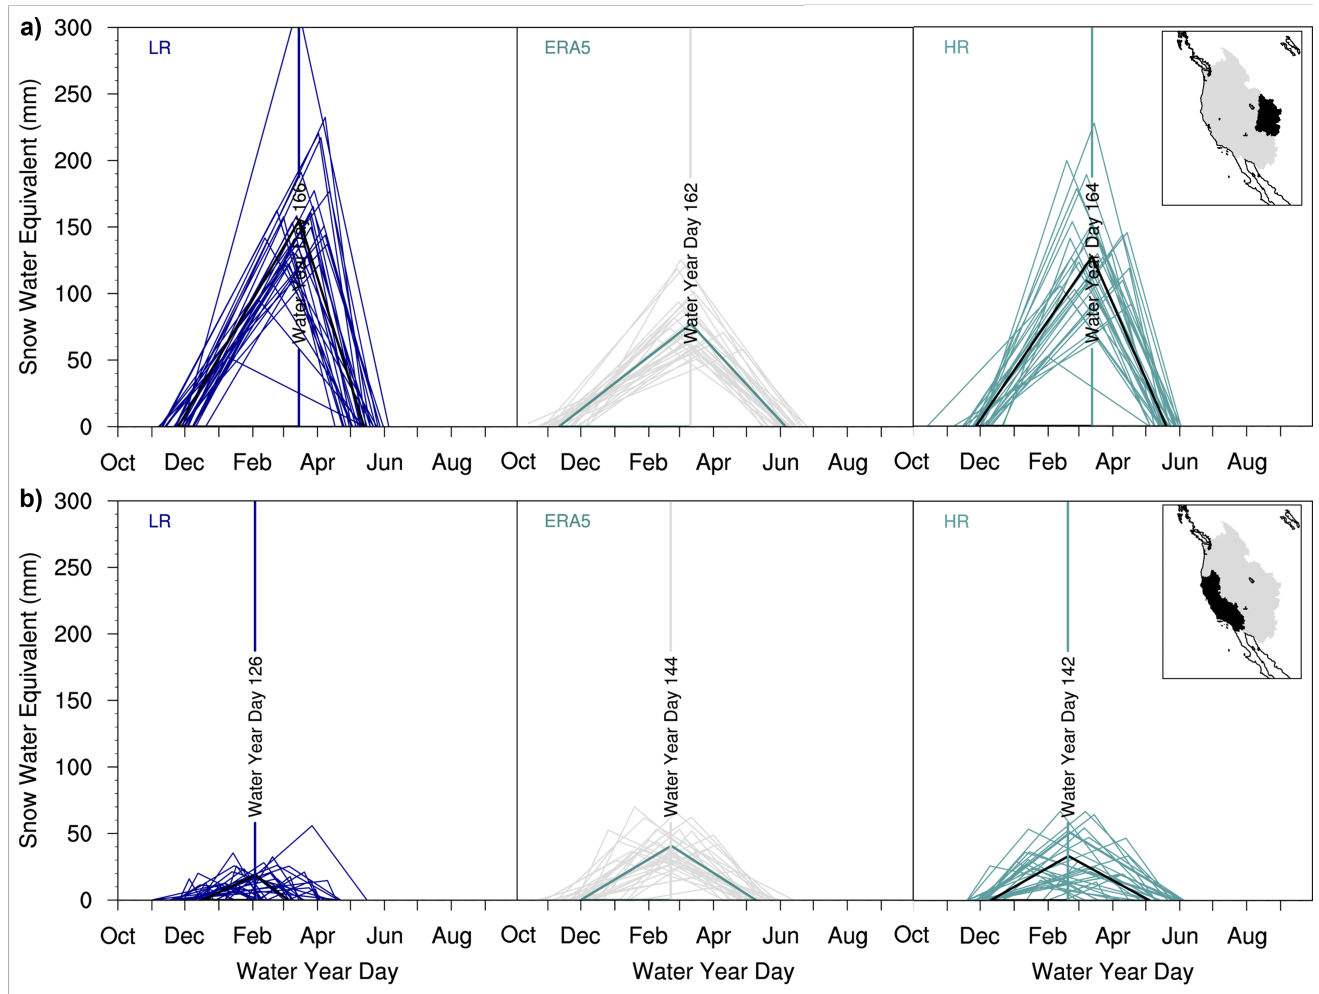 a)
300
250
200
150
100
50
0
Snow Water Equivalent (mm)
LR
Water Year Day 166
ERA5
Water Year Day 162
HR
Water Year Day 164
Oct Dec Feb Apr Jun Aug Oct Dec Feb Apr Jun Aug Oct Dec Feb Apr Jun Aug
b)
300
250
200
150
100
50
0
Snow Water Equivalent (mm)
LR
Water Year Day 126
ERA5
Water Year Day 144
HR
Water Year Day 142
Oct Dec Feb Apr Jun Aug Oct Dec Feb Apr Jun Aug Oct Dec Feb Apr Jun Aug
Water Year Day Water Year Day Water Year Day